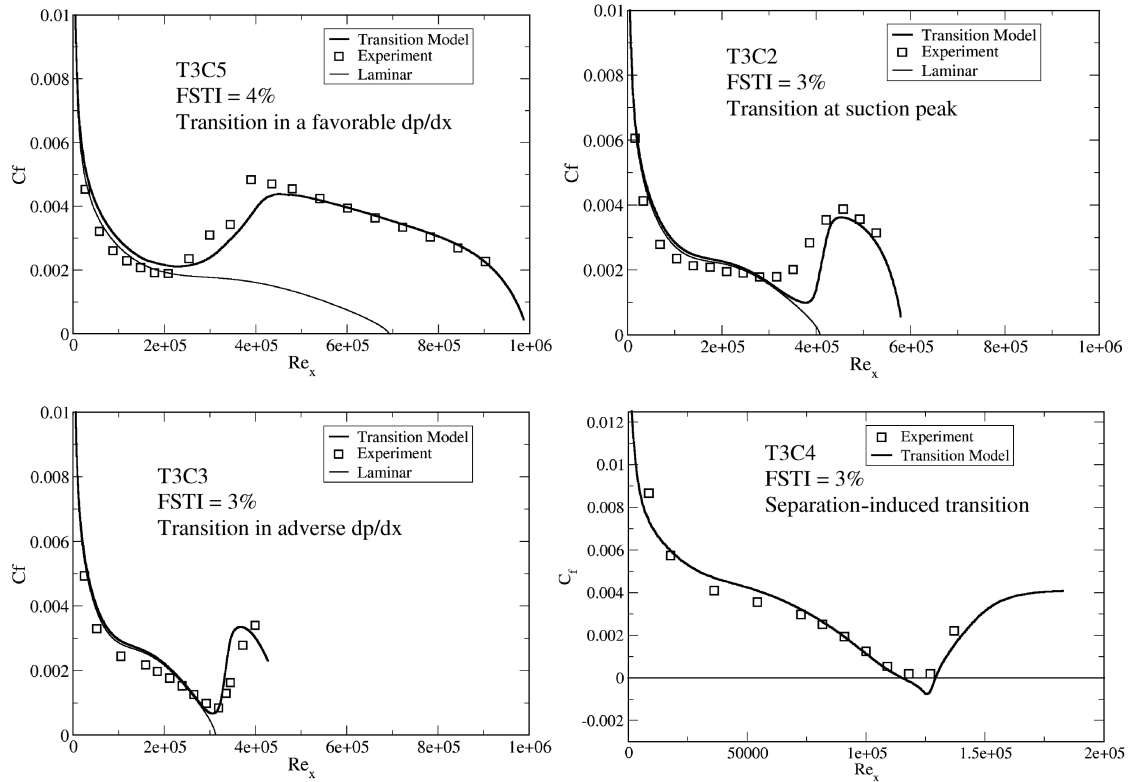 0.01
0.008
0.006
0.004
0.002
0
Cf
T3C5
FSTI = 4%
Transition in a favorable dp/dx
Transition Model
Experiment
Laminar
0 2e+05 4e+05 6e+05 8e+05 1e+06
Re_x
0.01
0.008
0.006
0.004
0.002
0
Cf
T3C2
FSTI = 3%
Transition at suction peak
Transition Model
Experiment
Laminar
0 2e+05 4e+05 6e+05 8e+05 1e+06
Re_x
0.01
0.008
0.006
0.004
0.002
0
Cf
T3C3
FSTI = 3%
Transition in adverse dp/dx
Transition Model
Experiment
Laminar
0 2e+05 4e+05 6e+05 8e+05 1e+06
Re_x
0.012
0.01
0.008
0.006
0.004
0.002
0
-0.002
C_f
T3C4
FSTI = 3%
Separation-induced transition
Experiment
Transition Model
0 50000 1e+05 1.5e+05 2e+05
Re_x